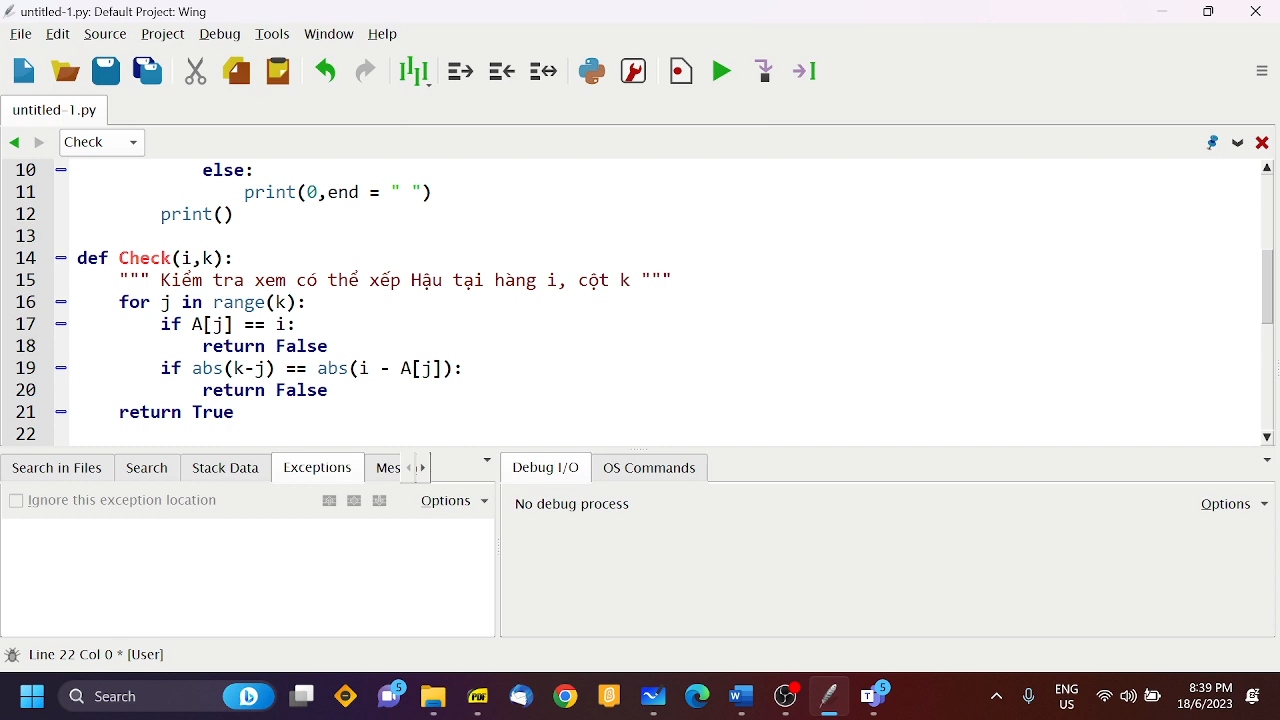 untitled-1.py: Default Project: Wing
File Edit Source Project Debug Tools Window Help
untitled-1.py
Check
10 else:
11 print(0,end = " ")
12 print()
13
14 def Check(i,k):
15 """ Kiểm tra xem có thể xếp Hậu tại hàng i, cột k """
16 for j in range(k):
17 if A[j] == i:
18 return False
19 if abs(k-j) == abs(i - A[j]):
20 return False
21 return True
22
Search in Files Search Stack Data Exceptions Mes
Debug I/O OS Commands
Ignore this exception location Options
No debug process Options
Line 22 Col 0 * [User]
Search
5
PDF
5
ENG
US
8:39 PM
18/6/2023